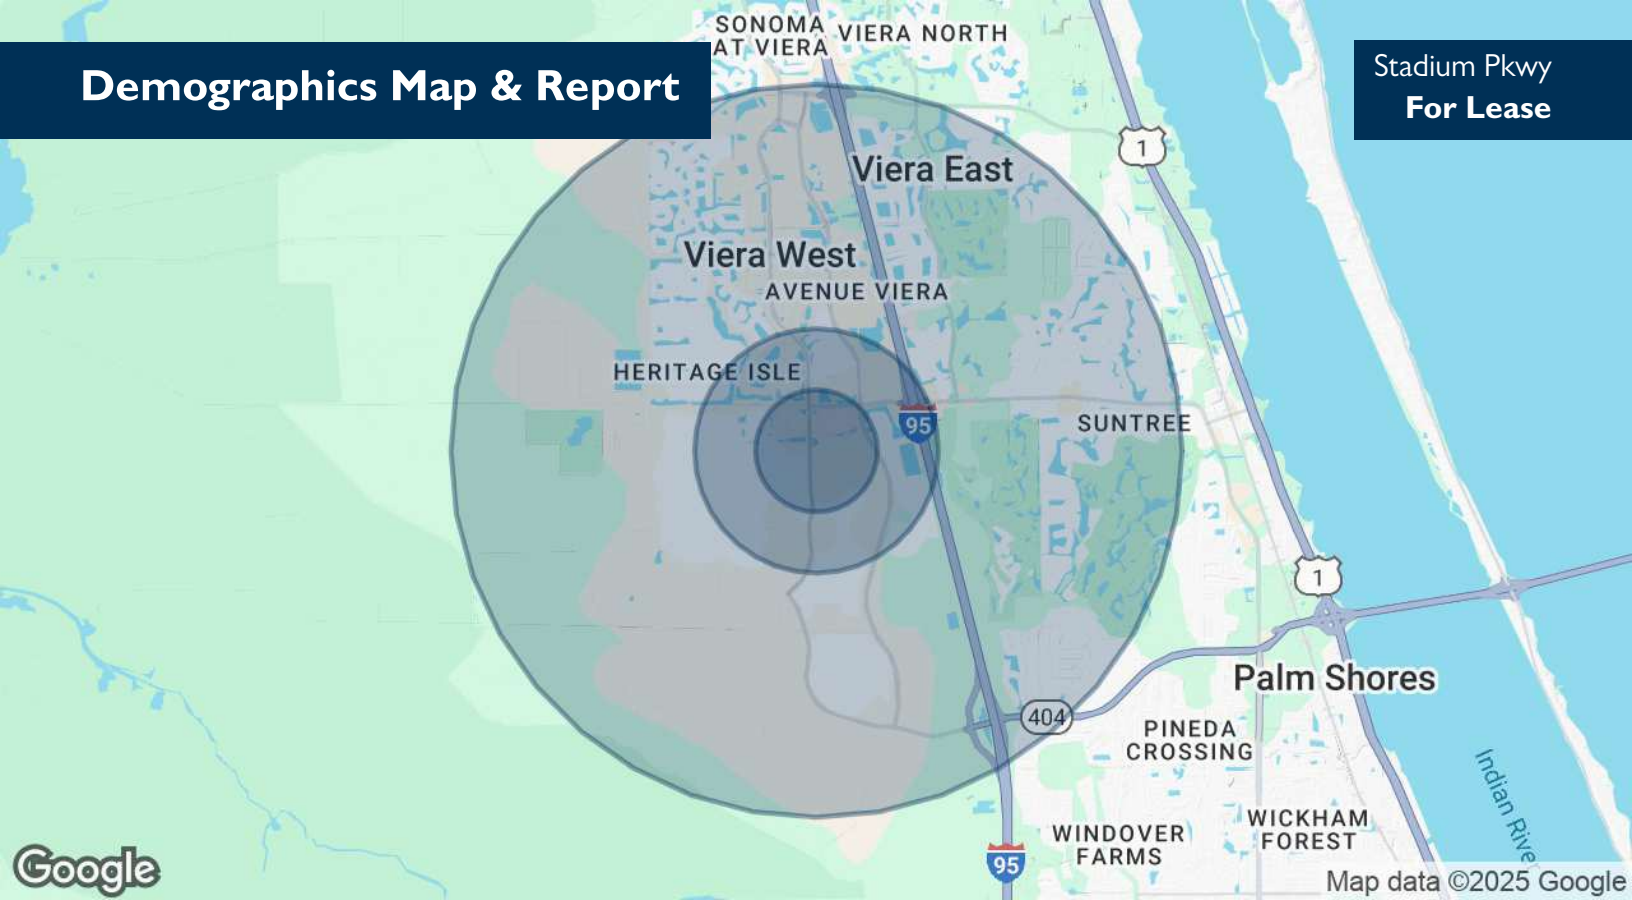 SONOMA
AT VIERA
VIERA NORTH
Demographics Map & Report
Stadium Pkwy
For Lease
1
Viera East
Viera West
AVENUE VIERA
HERITAGE ISLE
95
SUNTREE
1
Palm Shores
404
PINEDA
CROSSING
Indian River
WICKHAM
FOREST
WINDOVER
FARMS
95
Google
Map data ©2025 Google